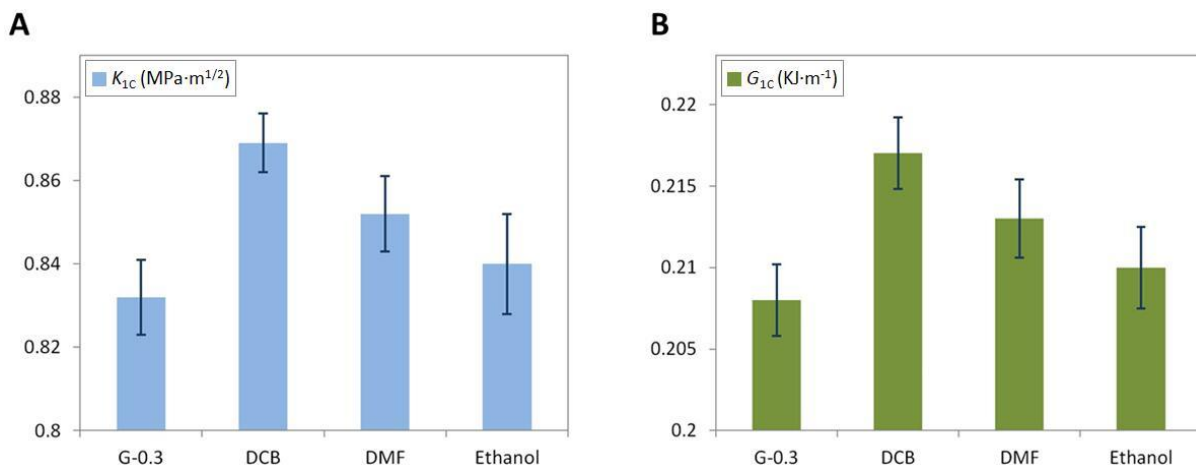 A
K1C (MPa·m1/2)
0.88
0.86
0.84
0.82
0.8
G-0.3 DCB DMF Ethanol
B
G1C (KJ·m-1)
0.22
0.215
0.21
0.205
0.2
G-0.3 DCB DMF Ethanol